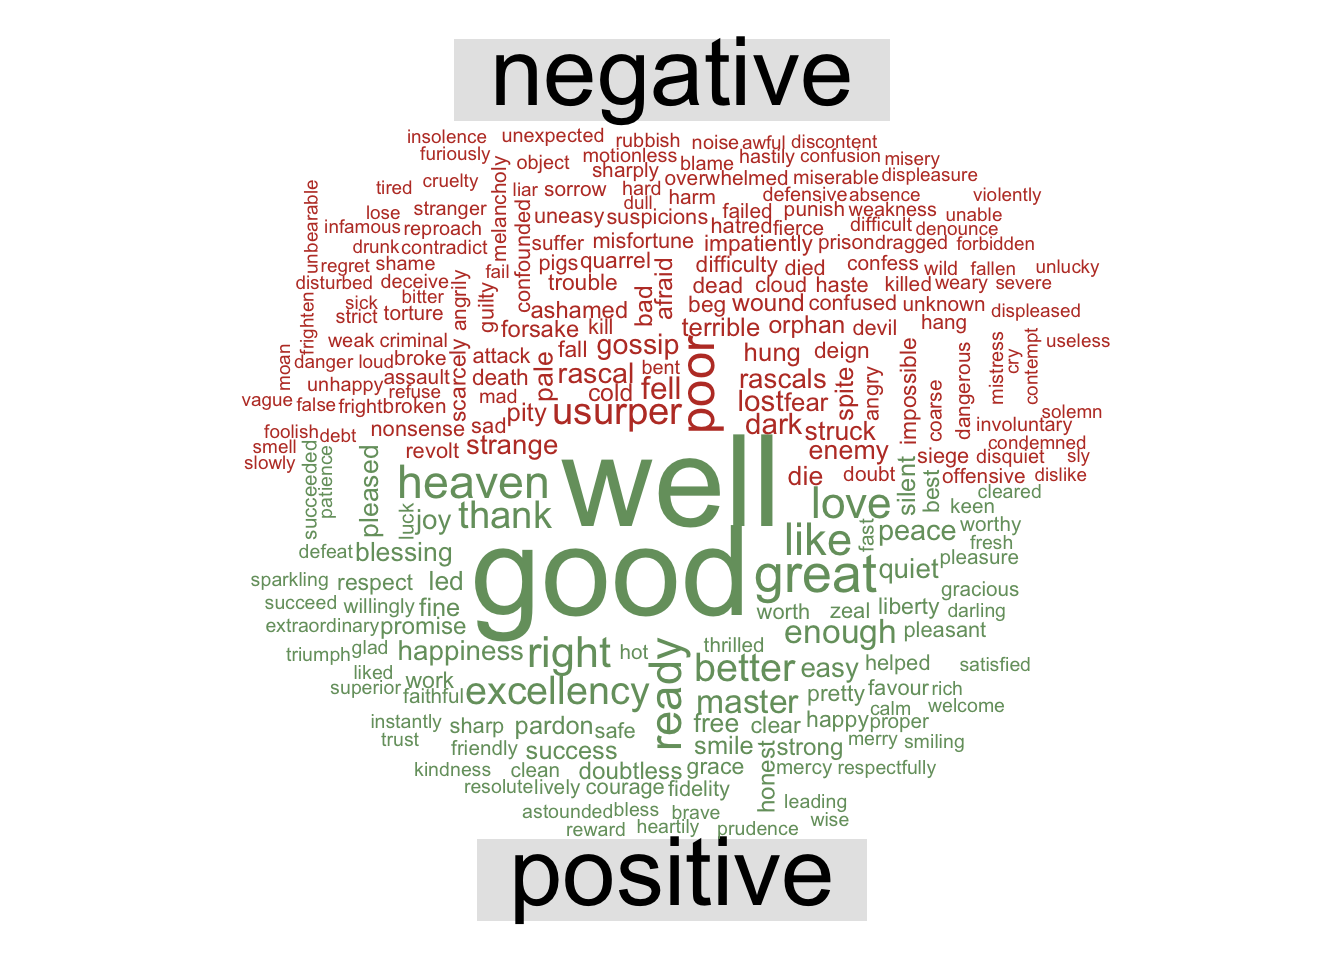 negative
insolence unexpected rubbish noise awful discontent
furiously object motionless sharply blame hastily confusion misery
tired cruelty melancholy liar sorrow hard overwhelmed miserable displeasure
unbearable lose stranger dull harm defensive absence violently
infamous reproach confounded uneasy suspicions failed punish weakness unable
drunk contradict suffer misfortune hatred fierce difficult denounce
regret shame fail pigs quarrel impatiently prison dragged forbidden
disturbed deceive angrily guilty trouble bad afraid difficulty died confess wild fallen unlucky
frighten sick bitter ashamed dead cloud haste killed weary severe
strict torture forsake kill beg wound confused unknown displeased
weak criminal gossip terrible orphan devil hang useless
moan danger loud broke scarcely attack fall poor hung deign impossible mistress cry contempt
unhappy assault death pale rascal bent rascals spite angry dangerous
vague false fright refuse broken mad cold fell lost fear coarse
foolish debt nonsense sad pity usurper dark struck solemn
smell revolt strange enemy siege involuntary
slowly die doubt offensive disquiet condemned sly dislike
succeeded patience pleased heaven well love silent best cleared
luck joy thank like fast peace keen worthy
defeat blessing good great quiet fresh pleasure
sparkling respect led gracious
succeed willingly fine worth zeal liberty darling
extraordinary promise enough pleasant
triumph glad happiness right hot ready thrilled
liked work better easy helped satisfied
superior faithful excellency master pretty favour rich
instantly sharp pardon safe free clear happy calm proper welcome
trust friendly success smile honest strong merry smiling
kindness clean doubtless grace mercy respectfully
resolute lively courage fidelity leading
astounded bless brave wise
reward heartily prudence
positive